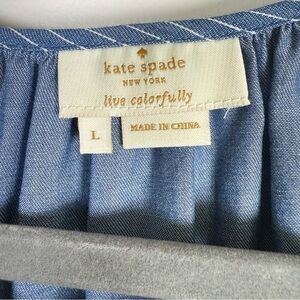 kate spade
NEW YORK
live colorfully
L
MADE IN CHINA